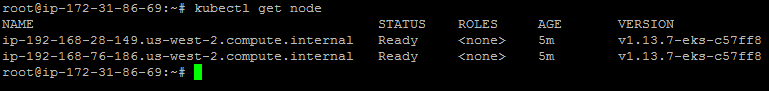 root@ip-172-31-86-69:~# kubectl get node
NAME STATUS ROLES AGE VERSION
ip-192-168-28-149.us-west-2.compute.internal Ready <none> 5m v1.13.7-eks-c57ff8
ip-192-168-76-186.us-west-2.compute.internal Ready <none> 5m v1.13.7-eks-c57ff8
root@ip-172-31-86-69:~#